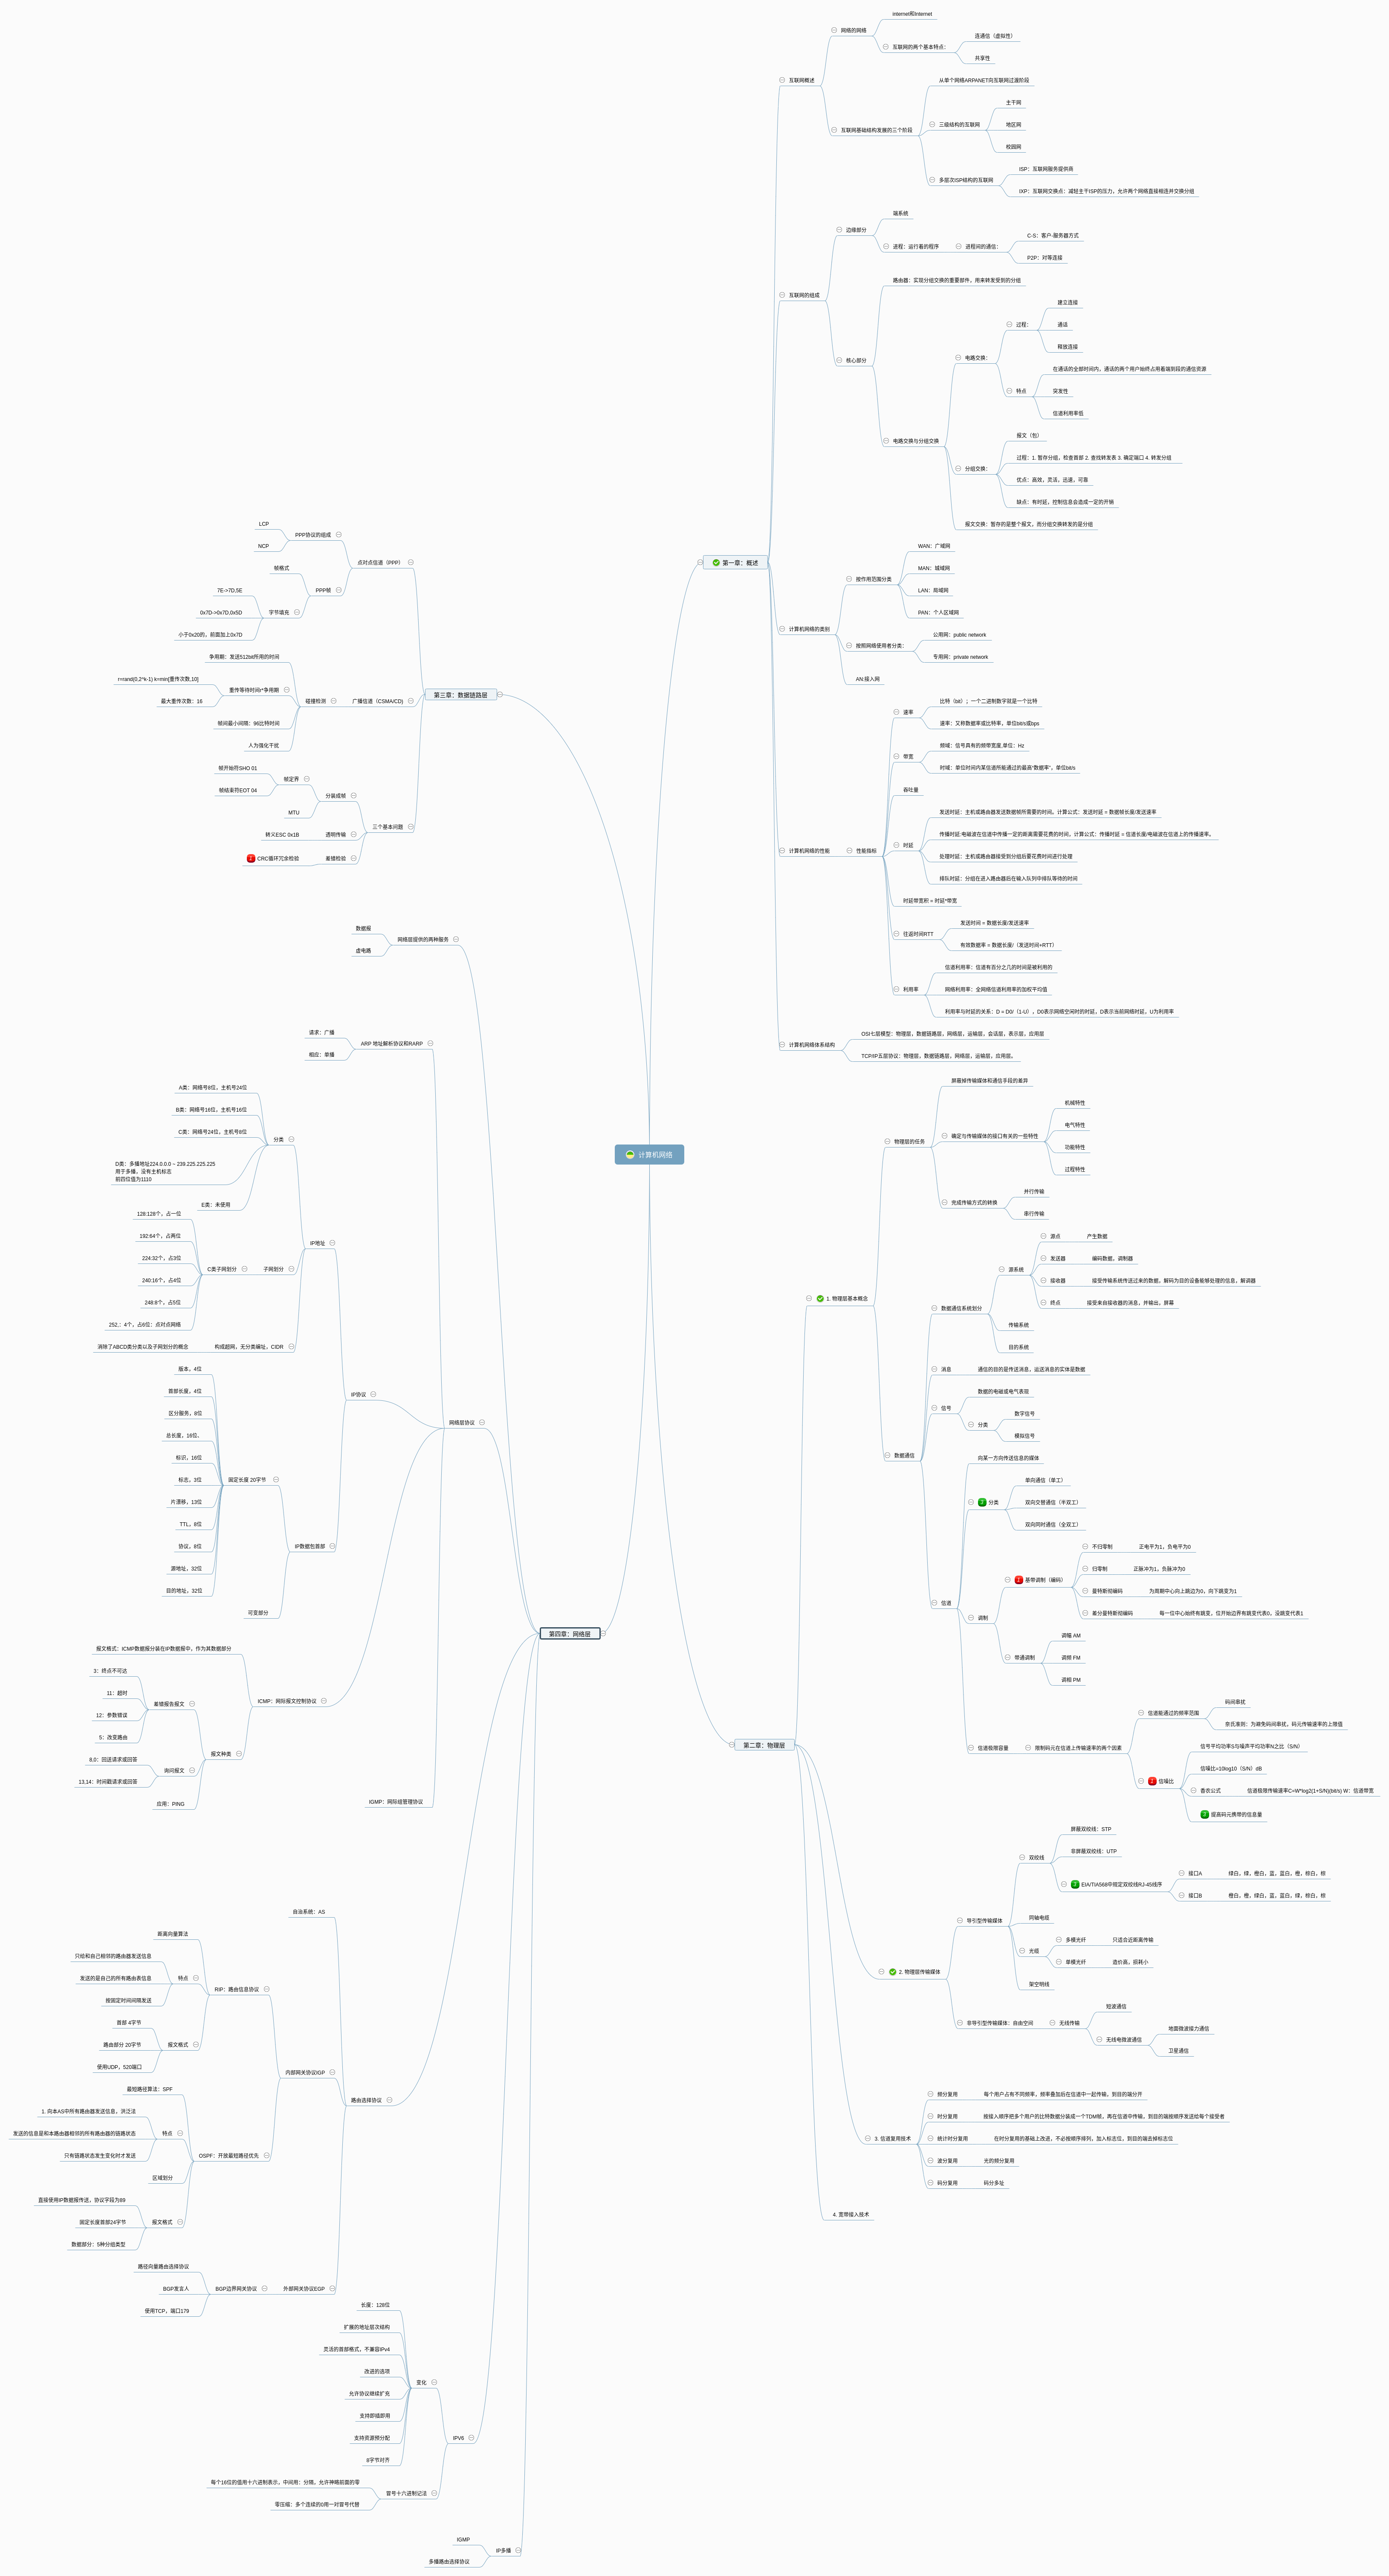 计算机网络
第一章：概述
互联网概述
网络的网络
internet和Internet
互联网的两个基本特点：
连通信（虚拟性）
共享性
互联网基础结构发展的三个阶段
从单个网络ARPANET向互联网过渡阶段
三级结构的互联网
主干网
地区网
校园网
多层次ISP结构的互联网
ISP：互联网服务提供商
IXP：互联网交换点：减轻主干ISP的压力，允许两个网络直接相连并交换分组
互联网的组成
边缘部分
端系统
进程：运行着的程序
进程间的通信：
C-S：客户-服务器方式
P2P：对等连接
核心部分
路由器：实现分组交换的重要部件，用来转发受到的分组
电路交换与分组交换
电路交换：
过程：
建立连接
通话
释放连接
特点
在通话的全部时间内，通话的两个用户始终占用着端到段的通信资源
突发性
信道利用率低
分组交换：
报文（包）
过程：1. 暂存分组，检查首部 2. 查找转发表 3. 确定端口 4. 转发分组
优点：高效，灵活，迅速，可靠
缺点：有时延，控制信息会造成一定的开销
报文交换：暂存的是整个报文，而分组交换转发的是分组
计算机网络的类别
按作用范围分类
WAN：广域网
MAN：城域网
LAN：局域网
PAN：个人区域网
按照网络使用者分类：
公用网：public network
专用网：private network
AN:接入网
计算机网络的性能
性能指标
速率
比特（bit）；一个二进制数字就是一个比特
速率：又称数据率或比特率，单位bit/s或bps
带宽
频域：信号具有的频带宽度,单位：Hz
时域：单位时间内某信道所能通过的最高“数据率”，单位bit/s
吞吐量
时延
发送时延：主机或路由器发送数据帧所需要的时间，计算公式：发送时延 = 数据帧长度/发送速率
传播时延:电磁波在信道中传播一定的距离需要花费的时间，计算公式：传播时延 = 信道长度/电磁波在信道上的传播速率。
处理时延：主机或路由器接受到分组后要花费时间进行处理
排队时延：分组在进入路由器后在输入队列中排队等待的时间
时延带宽积 = 时延*带宽
往返时间RTT
发送时间 = 数据长度/发送速率
有效数据率 = 数据长度/（发送时间+RTT）
利用率
信道利用率：信道有百分之几的时间是被利用的
网络利用率：全网络信道利用率的加权平均值
利用率与时延的关系：D = D0/（1-U），D0表示网络空闲时的时延，D表示当前网络时延，U为利用率
计算机网络体系结构
OSI七层模型：物理层，数据链路层，网络层，运输层，会话层，表示层，应用层
TCP/IP五层协议：物理层，数据链路层，网络层，运输层，应用层。
第二章：物理层
1. 物理层基本概念
物理层的任务
屏蔽掉传输媒体和通信手段的差异
确定与传输媒体的接口有关的一些特性
机械特性
电气特性
功能特性
过程特性
完成传输方式的转换
并行传输
串行传输
数据通信
数据通信系统划分
源系统
源点
产生数据
发送器
编码数据，调制器
接收器
接受传输系统传送过来的数据，解码为目的设备能够处理的信息，解调器
终点
接受来自接收器的消息，并输出，屏幕
传输系统
目的系统
消息
通信的目的是传送消息，运送消息的实体是数据
信号
数据的电磁或电气表现
分类
数字信号
模拟信号
信道
向某一方向传送信息的媒体
分类
单向通信（单工）
双向交替通信（半双工）
双向同时通信（全双工）
调制
基带调制（编码）
不归零制
正电平为1，负电平为0
归零制
正脉冲为1，负脉冲为0
曼特斯彻编码
为周期中心向上跳边为0，向下跳变为1
差分曼特斯彻编码
每一位中心始终有跳变，位开始边界有跳变代表0，没跳变代表1
带通调制
调幅 AM
调频 FM
调相 PM
信道极限容量
限制码元在信道上传输速率的两个因素
信道能通过的频率范围
码间串扰
奈氏准则：为避免码间串扰，码元传输速率的上限值
信噪比
信号平均功率S与噪声平均功率N之比（S/N）
信噪比=10log10（S/N）dB
香农公式
信道极限传输速率C=W*log2(1+S/N)(bit/s) W：信道带宽
提高码元携带的信息量
2. 物理层传输媒体
导引型传输媒体
双绞线
屏蔽双绞线：STP
非屏蔽双绞线：UTP
EIA/TIA568中规定双绞线RJ-45线序
接口A
绿白，绿，橙白，蓝，蓝白，橙，棕白，棕
接口B
橙白，橙，绿白，蓝，蓝白，绿，棕白，棕
同轴电缆
光缆
多模光纤
只适合近距离传输
单模光纤
造价高，损耗小
架空明线
非导引型传输媒体：自由空间
无线传输
短波通信
无线电微波通信
地面微波接力通信
卫星通信
3. 信道复用技术
频分复用
每个用户占有不同频率，频率叠加后在信道中一起传输，到目的端分开
时分复用
按接入顺序把多个用户的比特数据分装成一个TDM帧，再在信道中传输，到目的端按顺序发送给每个接受者
统计时分复用
在时分复用的基础上改进，不必按顺序排列，加入标志位，到目的端去掉标志位
波分复用
光的频分复用
码分复用
码分多址
4. 宽带接入技术
第三章：数据链路层
点对点信道（PPP）
PPP协议的组成
LCP
NCP
PPP帧
帧格式
字节填充
7E->7D,5E
0x7D->0x7D,0x5D
小于0x20的，前面加上0x7D
广播信道（CSMA/CD)
碰撞检测
争用期：发送512bit所用的时间
重传等待时间r*争用期
r=rand(0,2^k-1) k=min[重传次数,10]
最大重传次数：16
帧间最小间隔：96比特时间
人为强化干扰
三个基本问题
分装成帧
帧定界
帧开始符SHO 01
帧结束符EOT 04
MTU
透明传输
转义ESC 0x1B
差错检验
CRC循环冗余检验
第四章：网络层
网络层提供的两种服务
数据报
虚电路
网络层协议
ARP 地址解析协议和RARP
请求：广播
相应：单播
IP协议
IP地址
分类
A类：网络号8位，主机号24位
B类：网络号16位，主机号16位
C类：网络号24位，主机号8位
D类：多播地址224.0.0.0 ~ 239.225.225.225
用于多播，没有主机标志
前四位值为1110
E类：未使用
子网划分
C类子网划分
128:128个，占一位
192:64个，占两位
224:32个，占3位
240:16个，占4位
248:8个，占5位
252,：4个，占6位：点对点网络
构成超网，无分类编址，CIDR
消除了ABCD类分类以及子网划分的概念
IP数据包首部
固定长度 20字节
版本，4位
首部长度，4位
区分服务，8位
总长度，16位，
标识，16位
标志，3位
片漂移，13位
TTL，8位
协议，8位
源地址，32位
目的地址，32位
可变部分
ICMP：网际报文控制协议
报文格式：ICMP数据报分装在IP数据报中，作为其数据部分
报文种类
差错报告报文
3：终点不可达
11：超时
12：参数错误
5：改变路由
询问报文
8,0：回送请求或回答
13,14：时间戳请求或回答
应用：PING
IGMP：网际组管理协议
路由选择协议
自治系统：AS
内部网关协议IGP
RIP：路由信息协议
距离向量算法
特点
只给和自己相邻的路由器发送信息
发送的是自己的所有路由表信息
按固定时间间隔发送
报文格式
首部 4字节
路由部分 20字节
使用UDP，520端口
OSPF：开放最短路径优先
最短路径算法：SPF
特点
1. 向本AS中所有路由器发送信息，洪泛法
发送的信息是和本路由器相邻的所有路由器的链路状态
只有链路状态发生变化时才发送
区域划分
报文格式
直接使用IP数据报传送，协议字段为89
固定长度首部24字节
数据部分：5种分组类型
外部网关协议EGP
BGP边界网关协议
路径向量路由选择协议
BGP发言人
使用TCP，端口179
IPV6
变化
长度：128位
扩展的地址层次结构
灵活的首部格式，不兼容IPv4
改进的选项
允许协议继续扩充
支持即插即用
支持资源预分配
8字节对齐
冒号十六进制记法
每个16位的值用十六进制表示，中间用：分隔，允许神略前面的零
零压缩：多个连续的0用一对冒号代替
IP多播
IGMP
多播路由选择协议